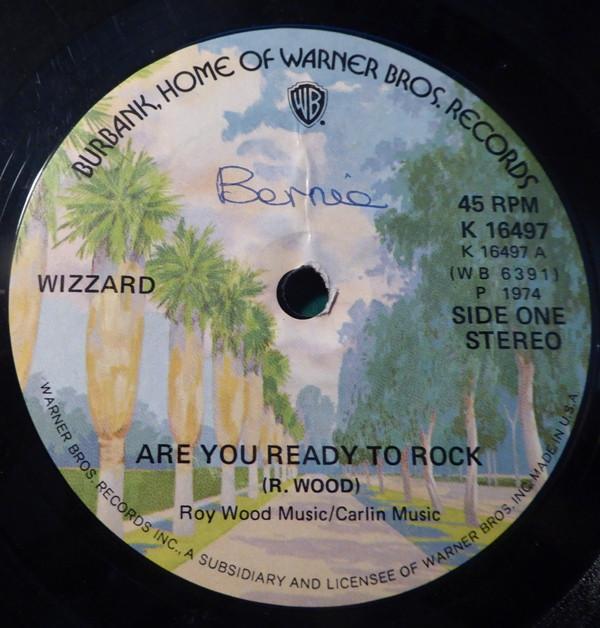 BURBANK, HOME OF WARNER BROS. RECORDS
WB
Bernie
45 RPM
K 16497
K 16497 A
(WB 6391)
P 1974
SIDE ONE
STEREO
WIZZARD
ARE YOU READY TO ROCK
(R. WOOD)
Roy Wood Music/Carlin Music
WARNER BROS. RECORDS INC., A SUBSIDIARY AND LICENSEE OF WARNER BROS. INC. MADE IN U.S.A.